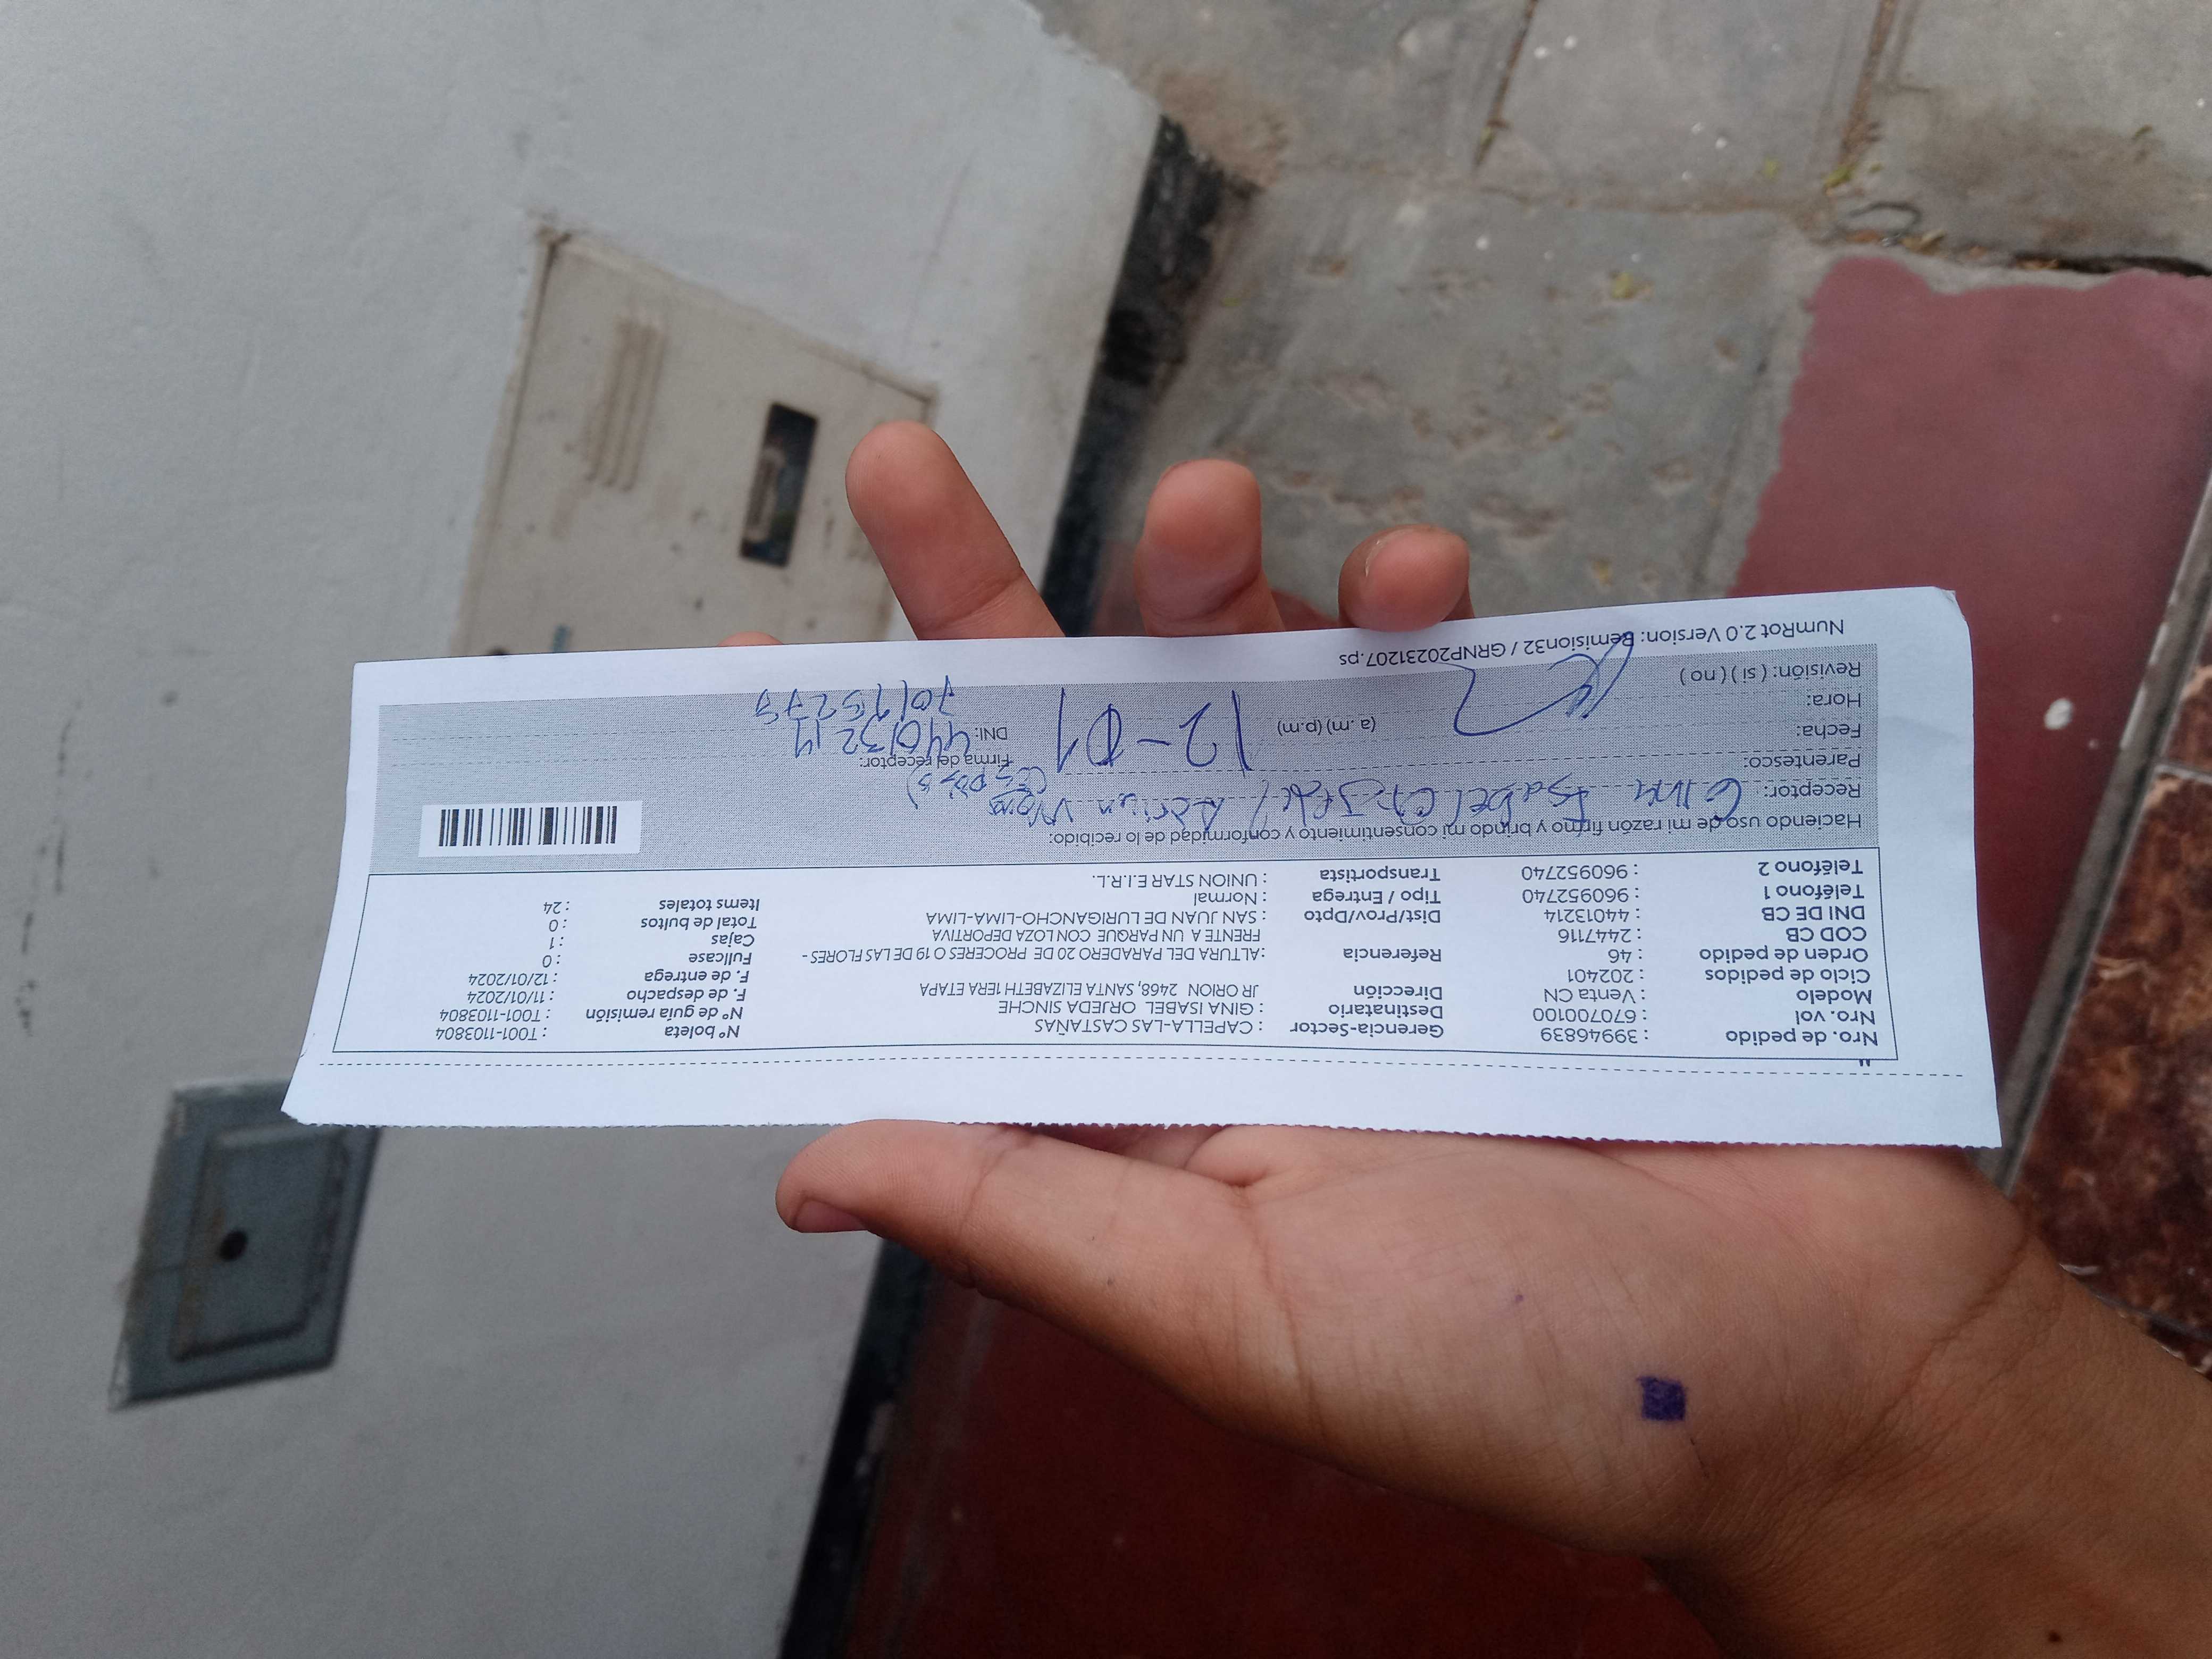 Nro. de pedido : 39946839 Gerencia-Sector : CAPELLA-LAS CASTAÑAS Nº boleta : T001-1103804
Nro. vol : 670700100 Destinatario : GINA ISABEL ORJEDA SINCHE Nº de guía remisión : T001-1103804
Modelo : Venta CN Dirección JR ORION 2468, SANTA ELIZABETH 1ERA ETAPA F. de despacho : 11/01/2024
Ciclo de pedidos : 202401 F. de entrega : 12/01/2024
Orden de pedido : 46 Referencia : ALTURA DEL PARADERO 20 DE PROCERES O 19 DE LAS FLORES - Fullcase : 0
COD CB : 2447116 FRENTE A UN PARQUE CON LOZA DEPORTIVA Cajas : 1
DNI DE CB : 44013214 Dist/Prov/Dpto : SAN JUAN DE LURIGANCHO-LIMA-LIMA Total de bultos : 0
Teléfono 1 : 960952740 Tipo / Entrega : Normal Items totales : 24
Teléfono 2 : 960952740 Transportista : UNION STAR E.I.R.L.
Haciendo uso de mi razón firmo y brindo mi consentimiento y conformidad de lo recibido:
Receptor: Gina Isabel
Parentesco: Firma del receptor:
Fecha: (a.m) (p.m) 12-01 DNI: 44013214
Hora:
Revisión: ( si ) ( no )
NumRot 2.0 Version: Remision32 / GRNP20231207.ps